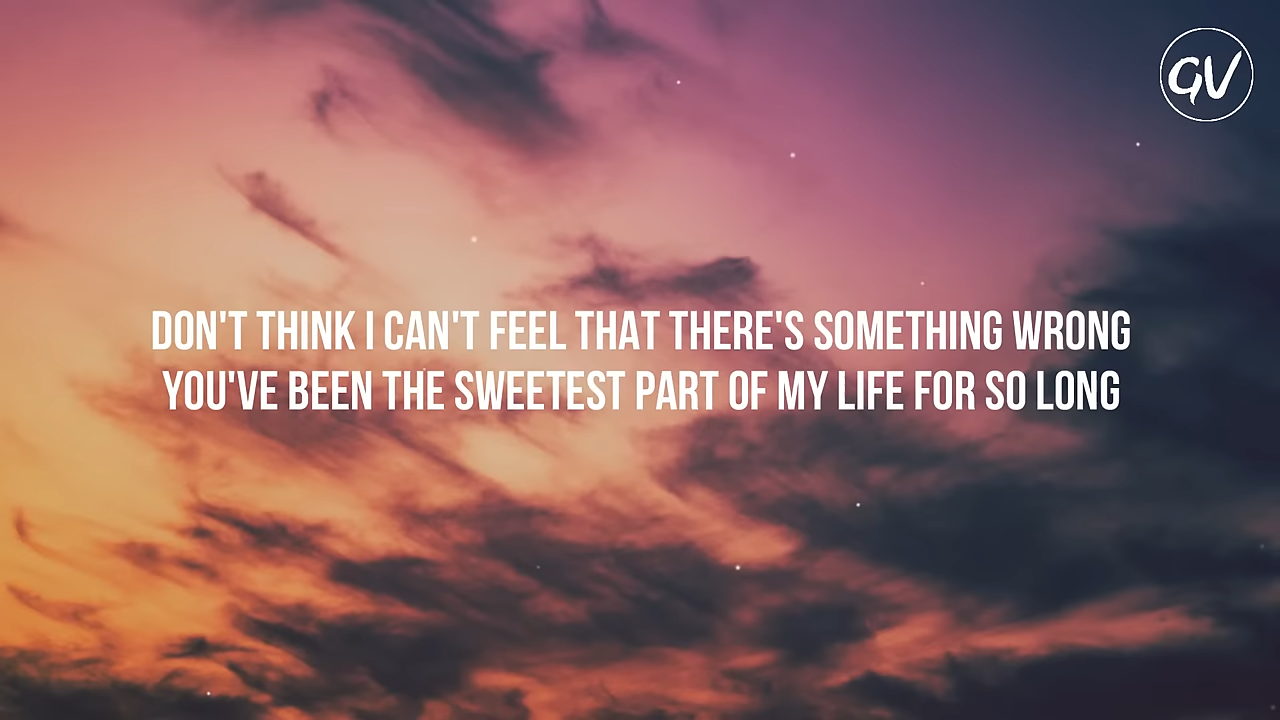 GV
DON'T THINK I CAN'T FEEL THAT THERE'S SOMETHING WRONG
YOU'VE BEEN THE SWEETEST PART OF MY LIFE FOR SO LONG